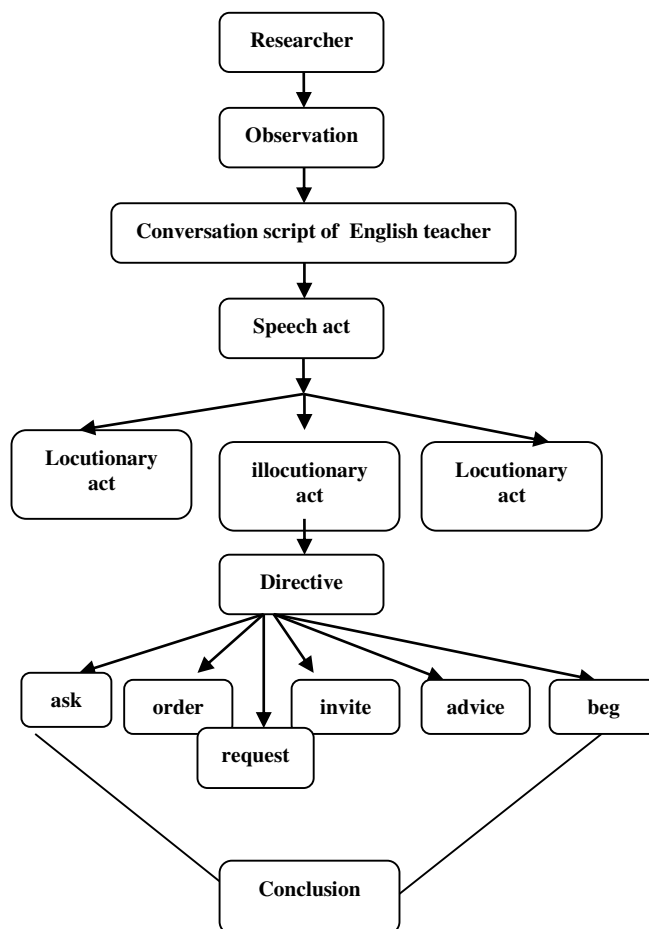 Researcher
Observation
Conversation script of English teacher
Speech act
Locutionary
act
illocutionary
act
Locutionary
act
Directive
ask
order
invite
advice
beg
request
Conclusion